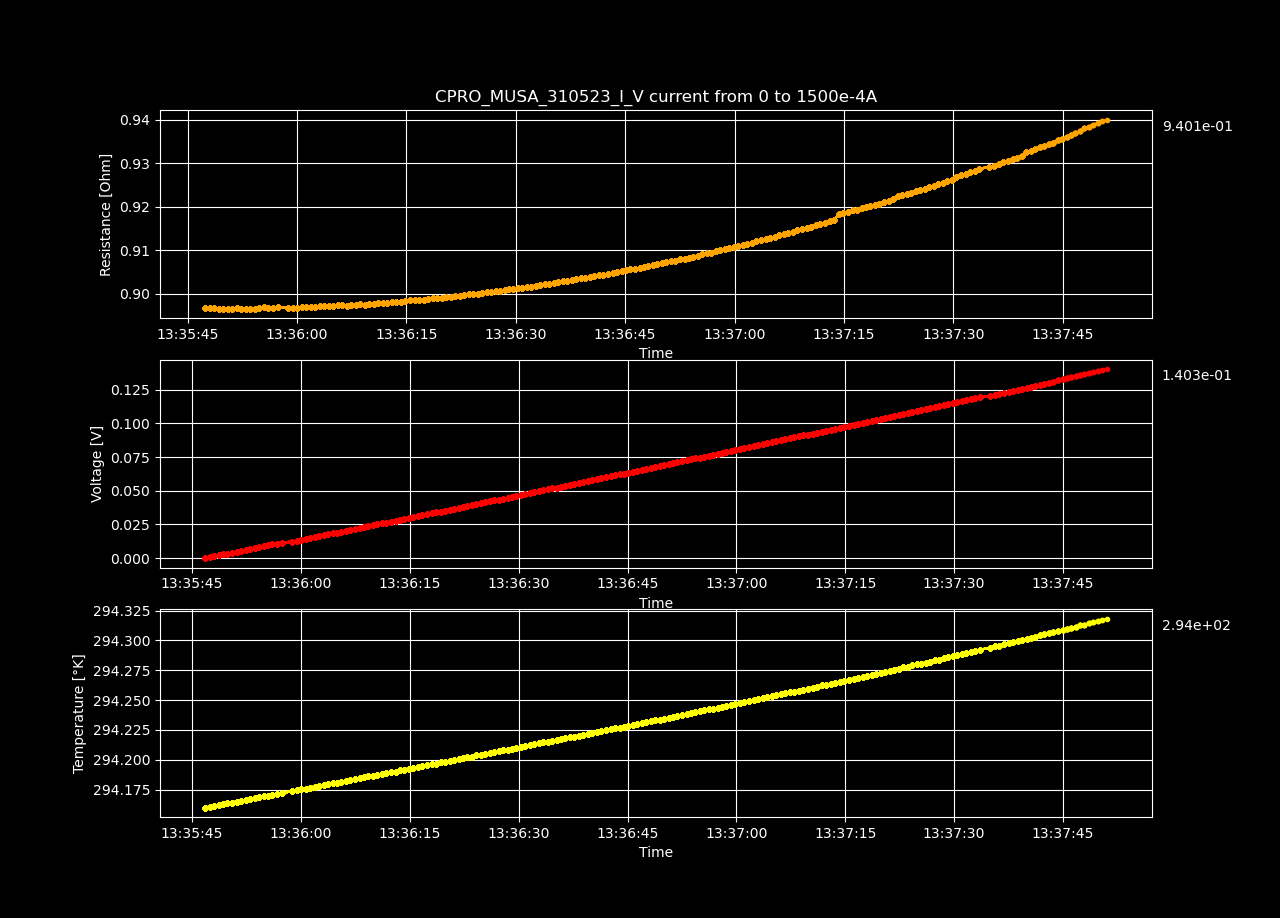 CPRO_MUSA_310523_I_V current from 0 to 1500e-4A
0.94
0.93
0.92
0.91
0.90
Resistance [Ohm]
9.401e-01
13:35:45 13:36:00 13:36:15 13:36:30 13:36:45 13:37:00 13:37:15 13:37:30 13:37:45
Time
0.125
0.100
0.075
0.050
0.025
0.000
Voltage [V]
1.403e-01
13:35:45 13:36:00 13:36:15 13:36:30 13:36:45 13:37:00 13:37:15 13:37:30 13:37:45
Time
294.325
294.300
294.275
294.250
294.225
294.200
294.175
Temperature [°K]
2.94e+02
13:35:45 13:36:00 13:36:15 13:36:30 13:36:45 13:37:00 13:37:15 13:37:30 13:37:45
Time